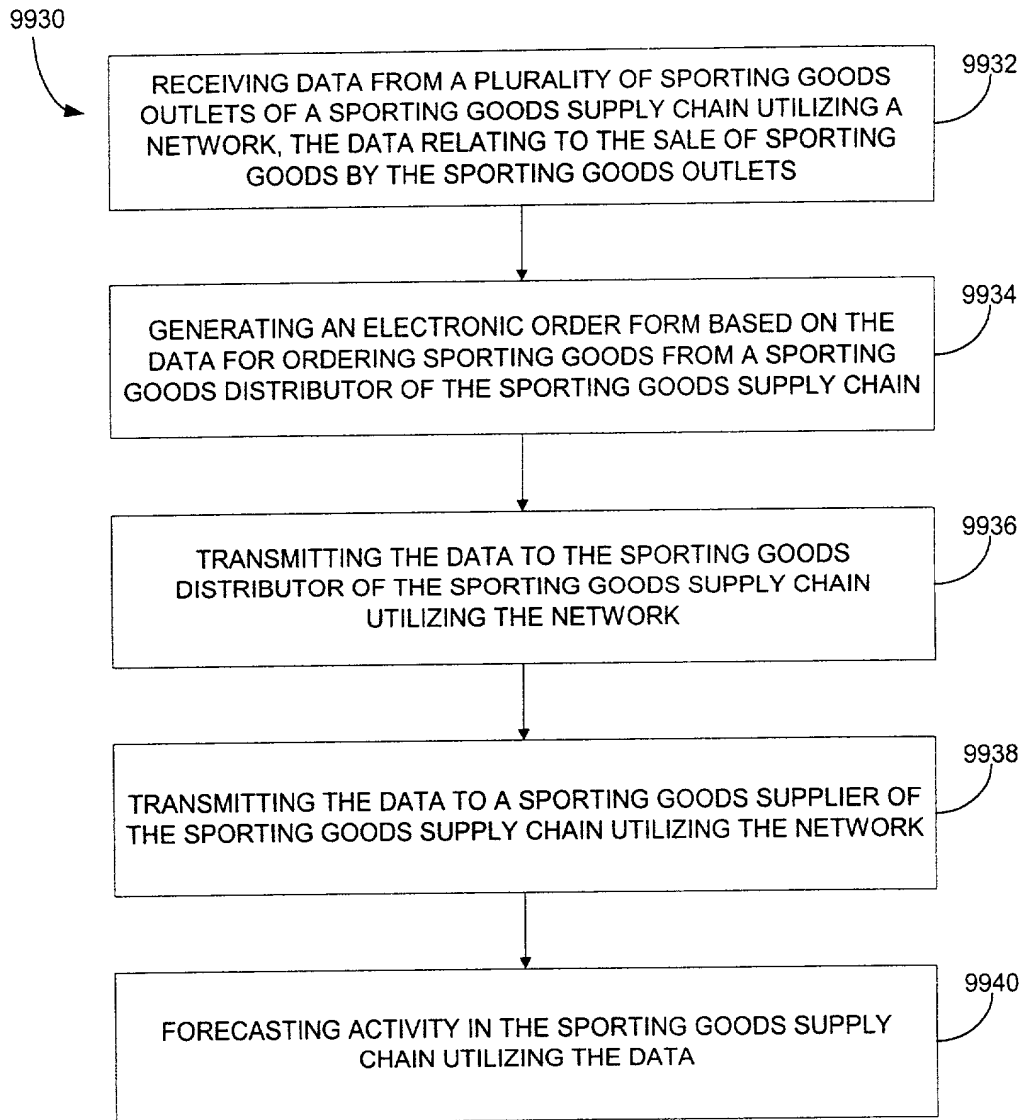 9930
RECEIVING DATA FROM A PLURALITY OF SPORTING GOODS
OUTLETS OF A SPORTING GOODS SUPPLY CHAIN UTILIZING A
NETWORK, THE DATA RELATING TO THE SALE OF SPORTING
GOODS BY THE SPORTING GOODS OUTLETS
9932
GENERATING AN ELECTRONIC ORDER FORM BASED ON THE
DATA FOR ORDERING SPORTING GOODS FROM A SPORTING
GOODS DISTRIBUTOR OF THE SPORTING GOODS SUPPLY CHAIN
9934
TRANSMITTING THE DATA TO THE SPORTING GOODS
DISTRIBUTOR OF THE SPORTING GOODS SUPPLY CHAIN
UTILIZING THE NETWORK
9936
TRANSMITTING THE DATA TO A SPORTING GOODS SUPPLIER OF
THE SPORTING GOODS SUPPLY CHAIN UTILIZING THE NETWORK
9938
FORECASTING ACTIVITY IN THE SPORTING GOODS SUPPLY
CHAIN UTILIZING THE DATA
9940